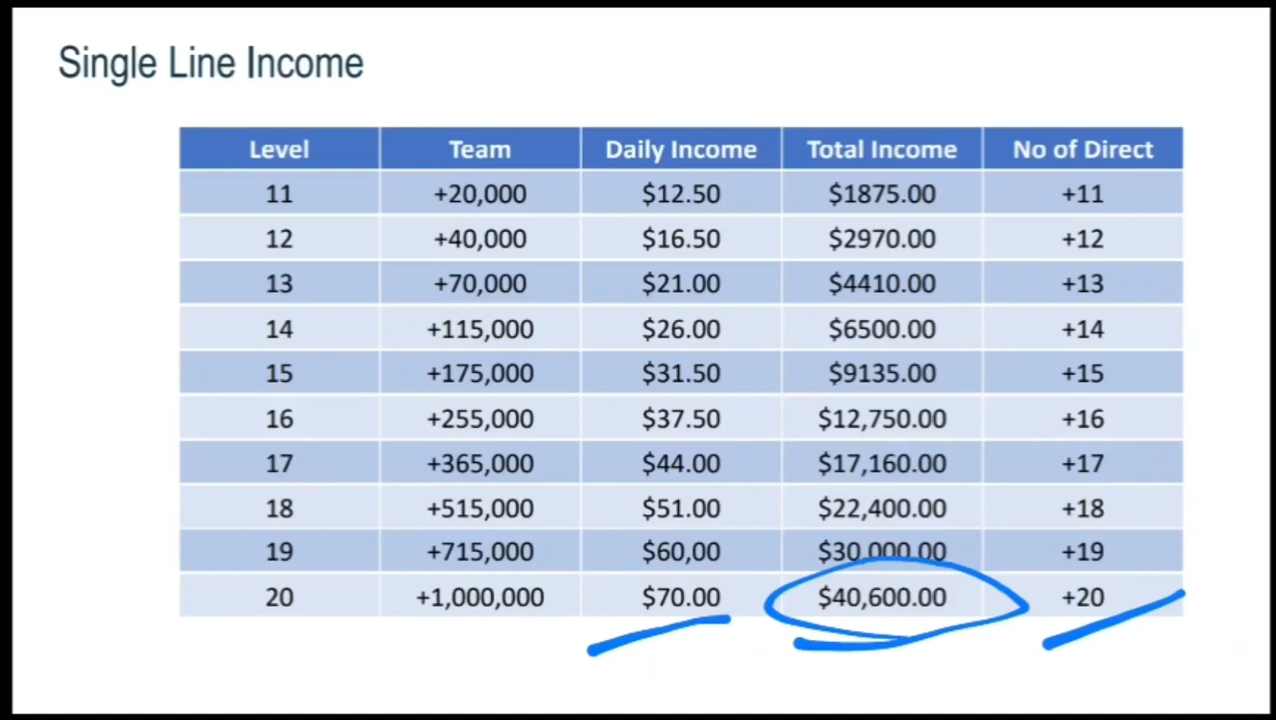 Single Line Income
Level Team Daily Income Total Income No of Direct
11 +20,000 $12.50 $1875.00 +11
12 +40,000 $16.50 $2970.00 +12
13 +70,000 $21.00 $4410.00 +13
14 +115,000 $26.00 $6500.00 +14
15 +175,000 $31.50 $9135.00 +15
16 +255,000 $37.50 $12,750.00 +16
17 +365,000 $44.00 $17,160.00 +17
18 +515,000 $51.00 $22,400.00 +18
19 +715,000 $60,00 $30,000.00 +19
20 +1,000,000 $70.00 $40,600.00 +20